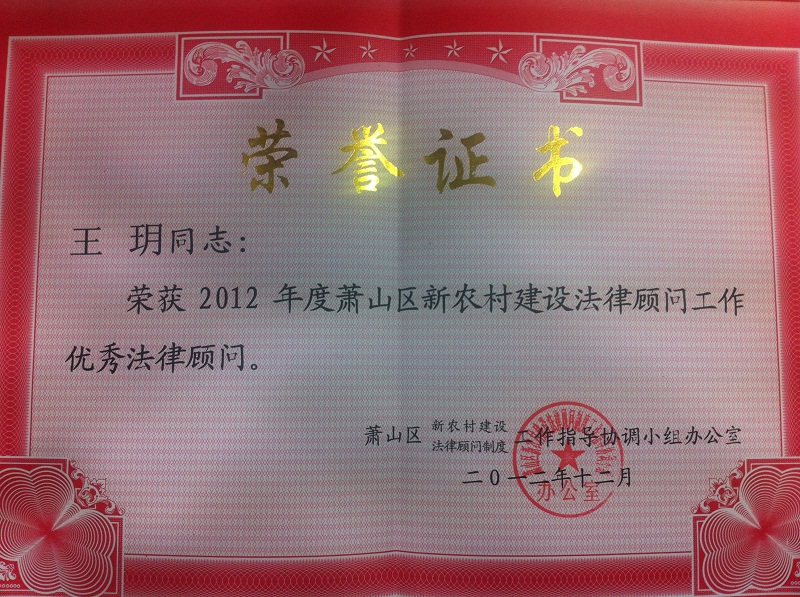 荣誉证书
王 玥同志:
荣获 2012 年度萧山区新农村建设法律顾问工作
优秀法律顾问。
萧山区 新农村建设 法律顾问制度 工作指导协调小组办公室
二〇一二年十二月
办公室